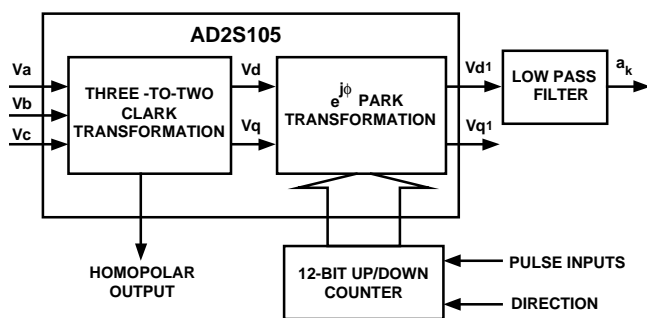 AD2S105
Va
Vb
Vc
THREE -TO-TWO
CLARK
TRANSFORMATION
Vd
Vq
e jφ PARK
TRANSFORMATION
Vd1
Vq1
LOW PASS
FILTER
ak
HOMOPOLAR
OUTPUT
12-BIT UP/DOWN
COUNTER
PULSE INPUTS
DIRECTION